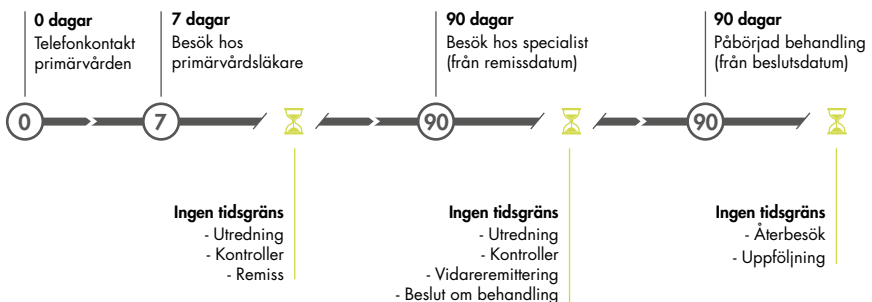 0 dagar
Telefonkontakt
primärvården
7 dagar
Besök hos
primärvårdsläkare
90 dagar
Besök hos specialist
(från remissdatum)
90 dagar
Påbörjad behandling
(från beslutsdatum)
0
7
90
90
Ingen tidsgräns
- Utredning
- Kontroller
- Remiss
Ingen tidsgräns
- Utredning
- Kontroller
- Vidareremittering
- Beslut om behandling
Ingen tidsgräns
- Återbesök
- Uppföljning